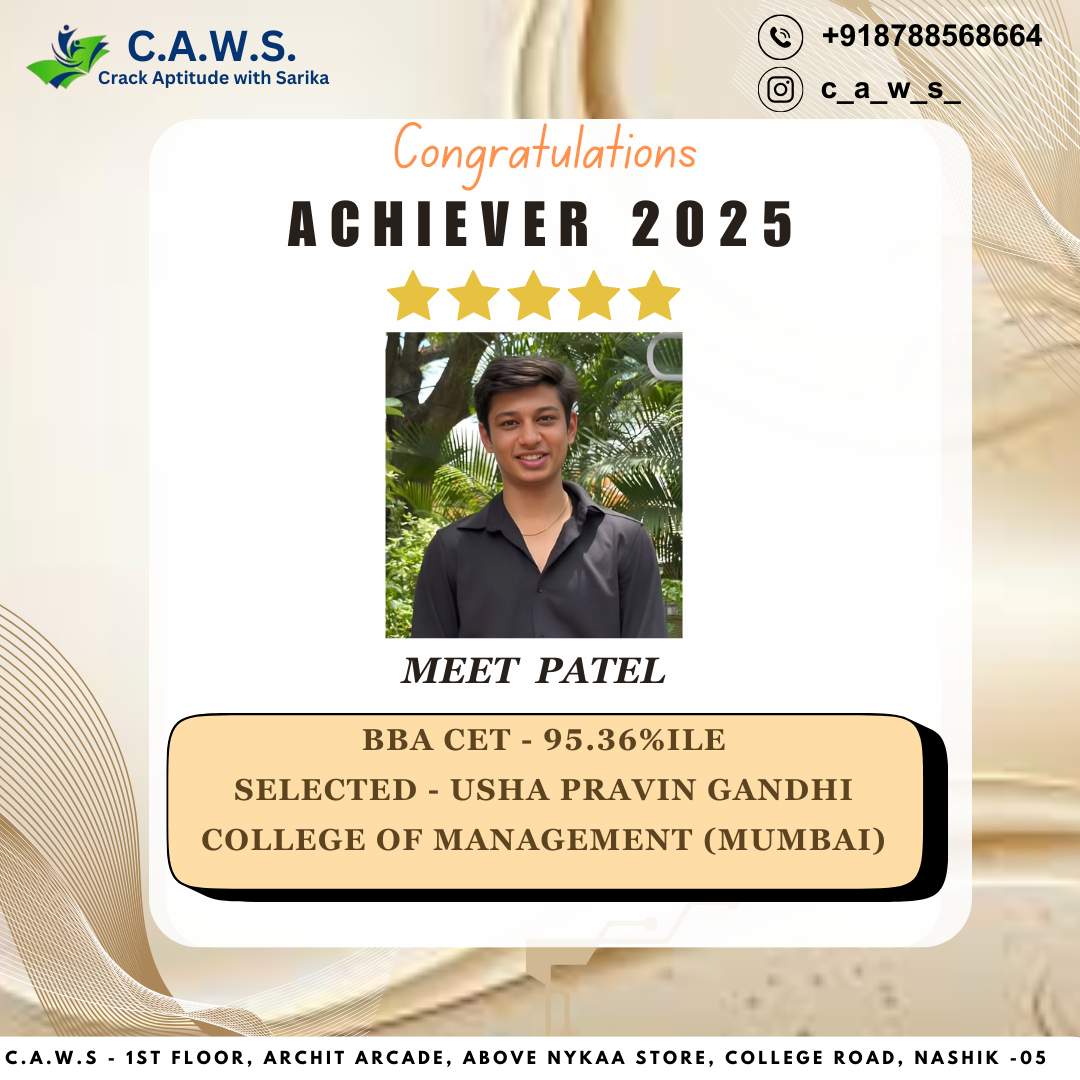 C.A.W.S.
Crack Aptitude with Sarika
+918788568664
c_a_w_s_
Congratulations
ACHIEVER 2025
MEET PATEL
BBA CET - 95.36%ILE
SELECTED - USHA PRAVIN GANDHI
COLLEGE OF MANAGEMENT (MUMBAI)
C.A.W.S - 1ST FLOOR, ARCHIT ARCADE, ABOVE NYKAA STORE, COLLEGE ROAD, NASHIK -05